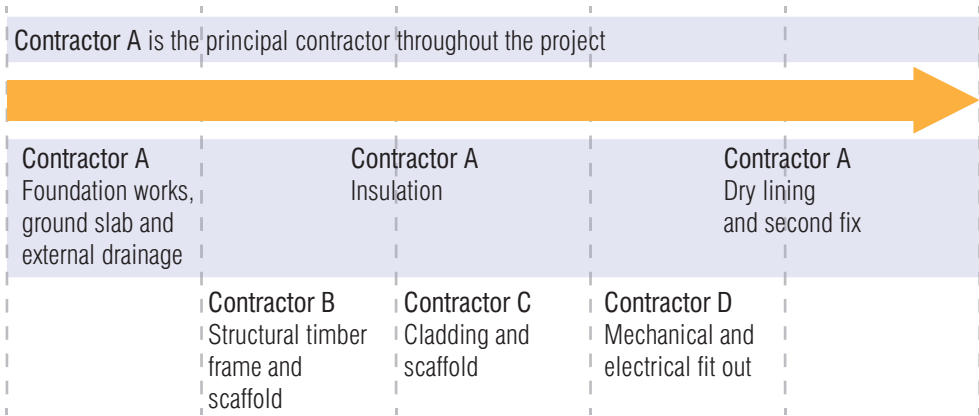 Contractor A is the principal contractor throughout the project
Contractor A
Foundation works,
ground slab and
external drainage
Contractor A
Insulation
Contractor A
Dry lining
and second fix
Contractor B
Structural timber
frame and
scaffold
Contractor C
Cladding and
scaffold
Contractor D
Mechanical and
electrical fit out